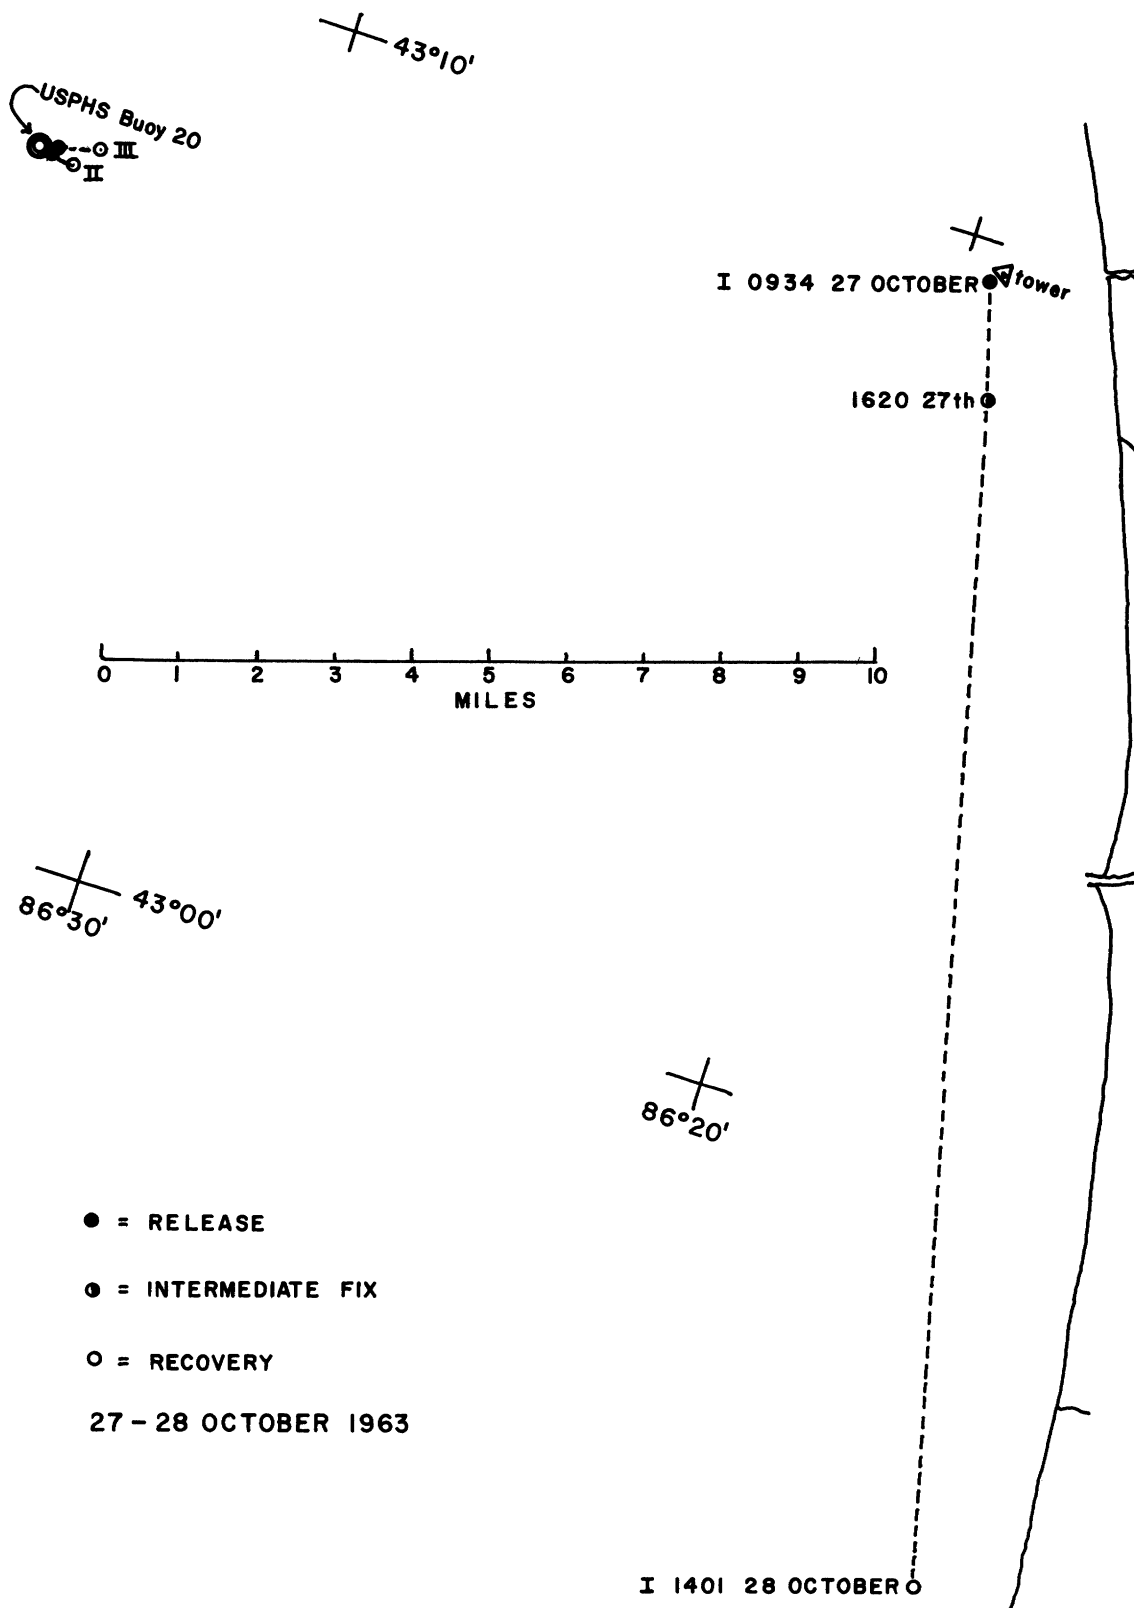 43°10'
USPHS Buoy 20
III
II
I 0934 27 OCTOBER
tower
1620 27th
0 1 2 3 4 5 6 7 8 9 10
MILES
43°00'
86°30'
86°20'
= RELEASE
= INTERMEDIATE FIX
= RECOVERY
27-28 OCTOBER 1963
I 1401 28 OCTOBER